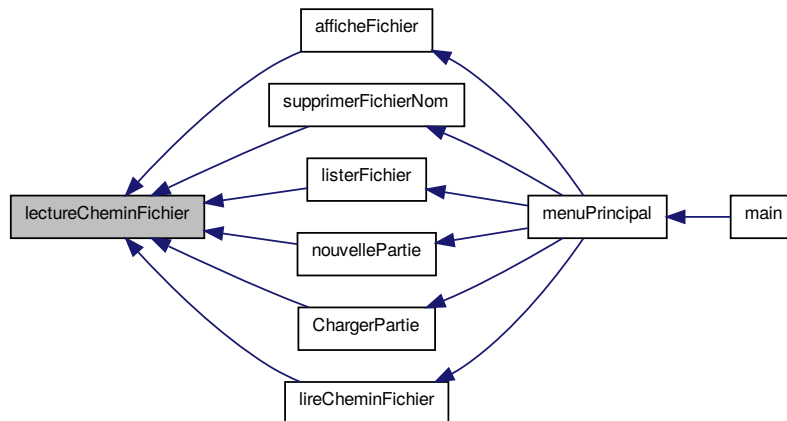 afficheFichier
supprimerFichierNom
listerFichier
lectureCheminFichier
menuPrincipal
main
nouvellePartie
ChargerPartie
lireCheminFichier